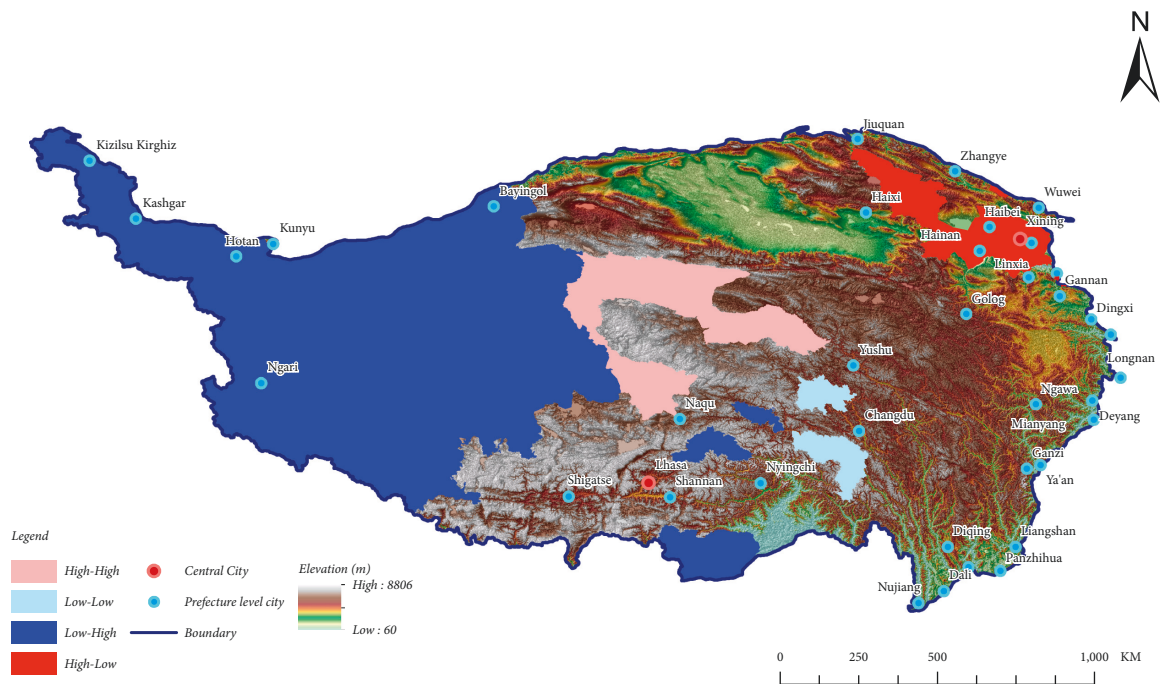 N
Jiuquan
Kizilsu Kirghiz
Zhangye
Bayingol
Haixi
Wuwei
Kashgar
Haibei
Xining
Kunyu
Hotan
Hainan
Linxia
Gannan
Golog
Dingxi
Yushu
Longnan
Ngari
Ngawa
Naqu
Changdu
Deyang
Mianyang
Ganzi
Lhasa
Nyingchi
Shigatse
Shannan
Ya'an
Diqing
Liangshan
Panzhihua
Dali
Nujiang
Legend
High-High
Low-Low
Low-High
High-Low
Central City
Prefecture level city
Boundary
Elevation (m)
High : 8806
Low : 60
0 250 500 1,000 KM